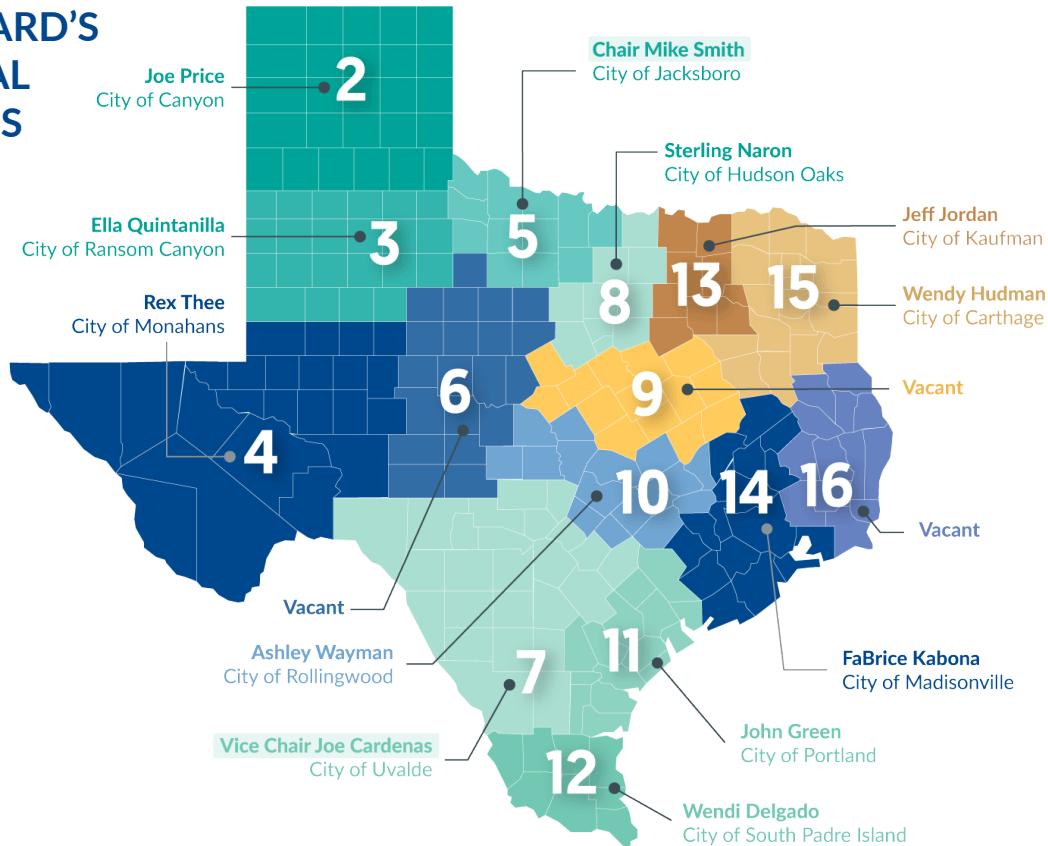 ARD'S
AL
S
Joe Price
City of Canyon
2
Chair Mike Smith
City of Jacksboro
Sterling Naron
City of Hudson Oaks
Ella Quintanilla
City of Ransom Canyon
3
5
Jeff Jordan
City of Kaufman
Rex Thee
City of Monahans
8
13
15
Wendy Hudman
City of Carthage
6
9
Vacant
4
10
14
16
Vacant
Vacant
Ashley Wayman
City of Rollingwood
7
11
FaBrice Kabona
City of Madisonville
Vice Chair Joe Cardenas
City of Uvalde
John Green
City of Portland
12
Wendi Delgado
City of South Padre Island